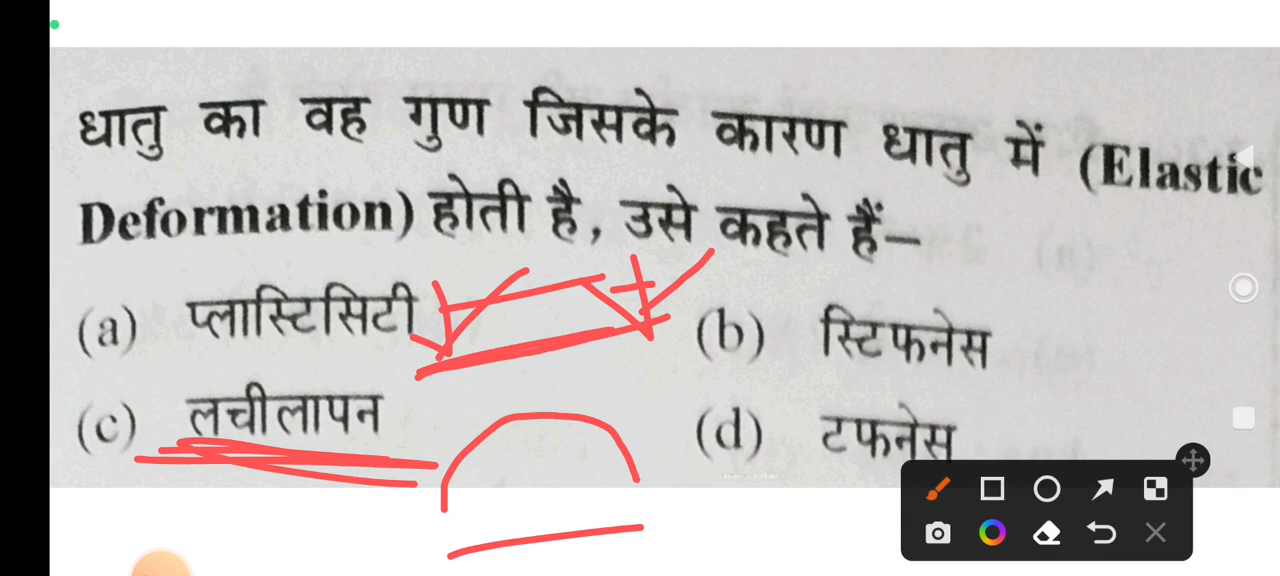 धातु का वह गुण जिसके कारण धातु में (Elastic
Deformation) होती है, उसे कहते हैं–
(a) प्लास्टिसिटी (b) स्टिफनेस
(c) लचीलापन (d) टफनेस